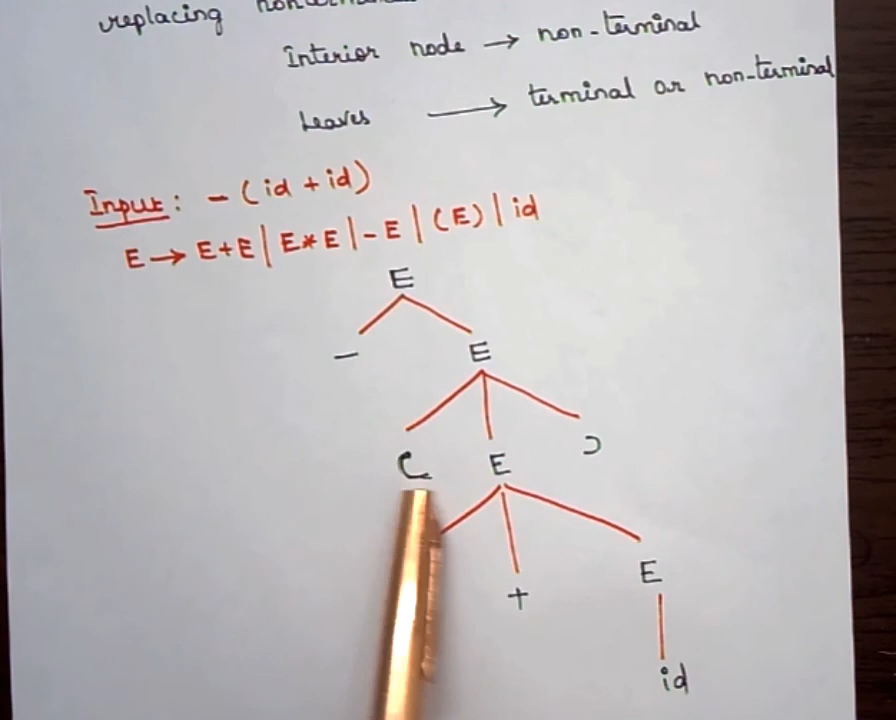 replacing
Interior node → non-terminal
Leaves → terminal or non-terminal
Input: - (id + id)
E → E+E | E*E | -E | (E) | id
E
- E
( E )
+ E
id